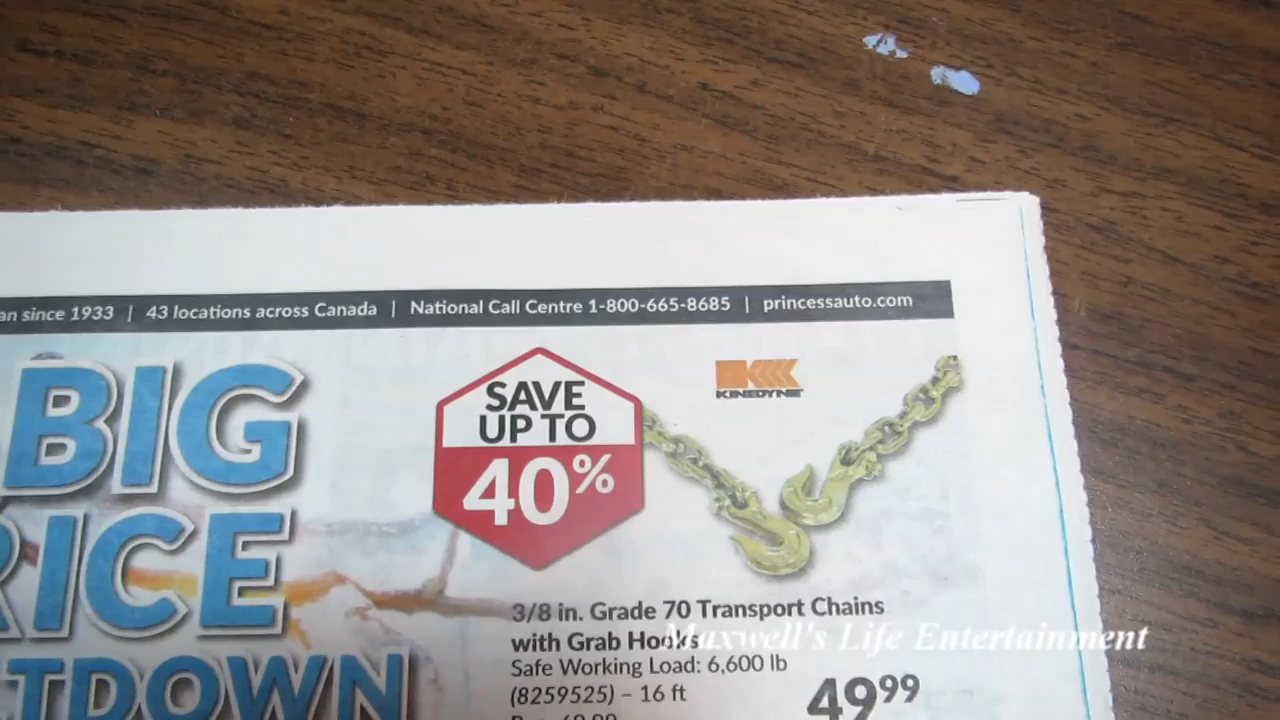 an since 1933 | 43 locations across Canada | National Call Centre 1-800-665-8685 | princessauto.com
BIG
RICE
TDOWN
SAVE
UP TO
40%
KINEDYNE
3/8 in. Grade 70 Transport Chains
with Grab Hooks
Safe Working Load: 6,600 lb
(8259525) – 16 ft
49.99
Maxwell's Life Entertainment